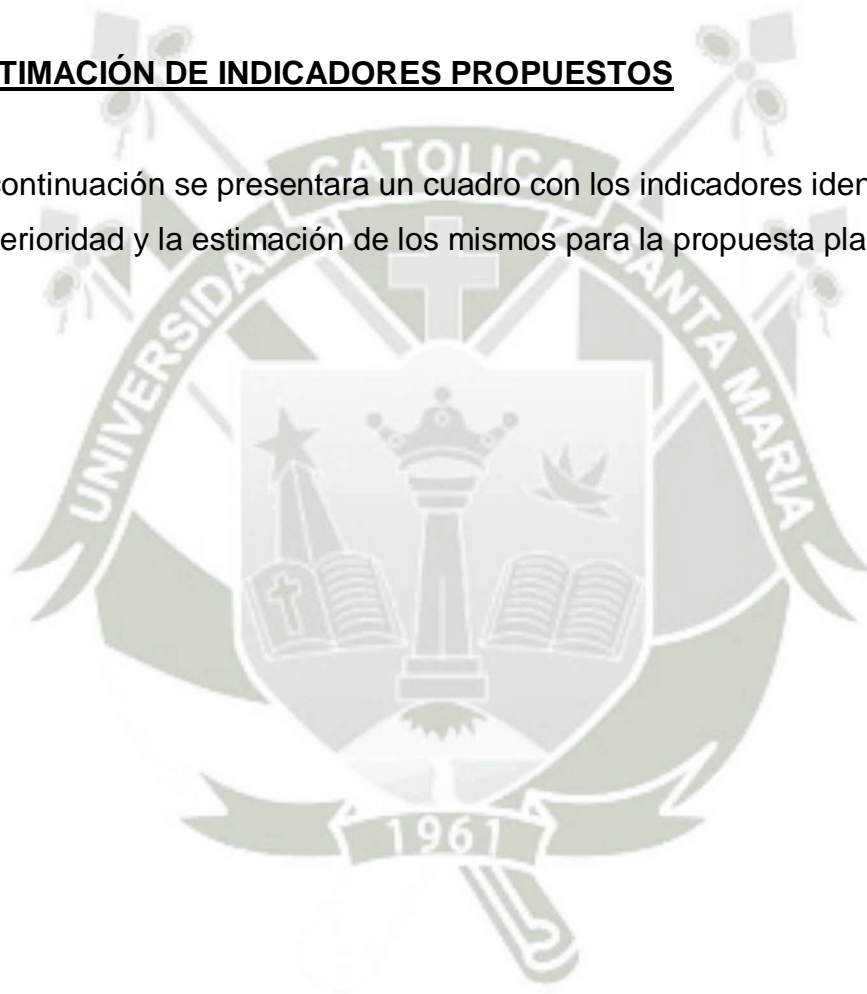 TIMACIÓN DE INDICADORES PROPUESTOS
continuación se presentara un cuadro con los indicadores iden
erioridad y la estimación de los mismos para la propuesta pla
UNIVERSIDAD CATOLICA SANTA MARIA
1961